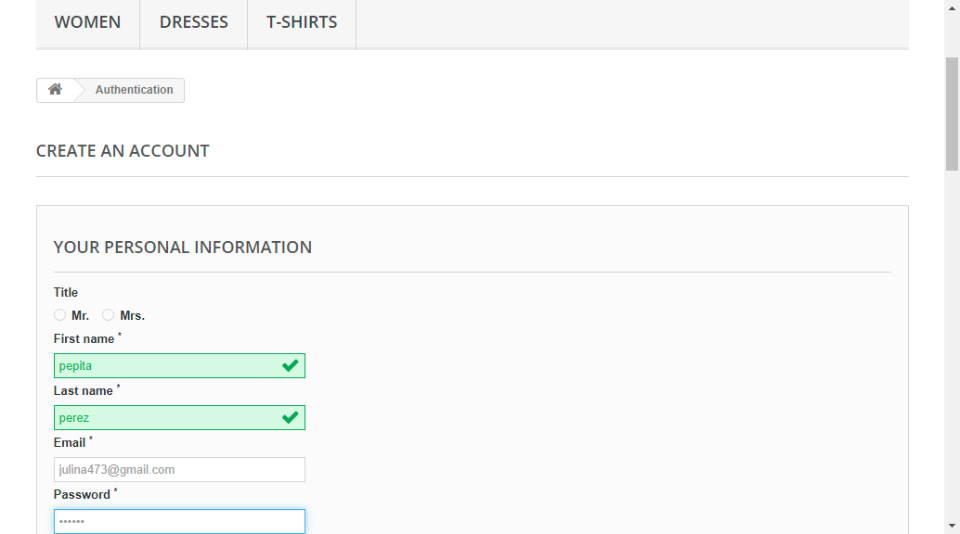 WOMEN DRESSES T-SHIRTS
Authentication
CREATE AN ACCOUNT
YOUR PERSONAL INFORMATION
Title
Mr. Mrs.
First name *
pepita
Last name *
perez
Email *
julina473@gmail.com
Password *
••••••